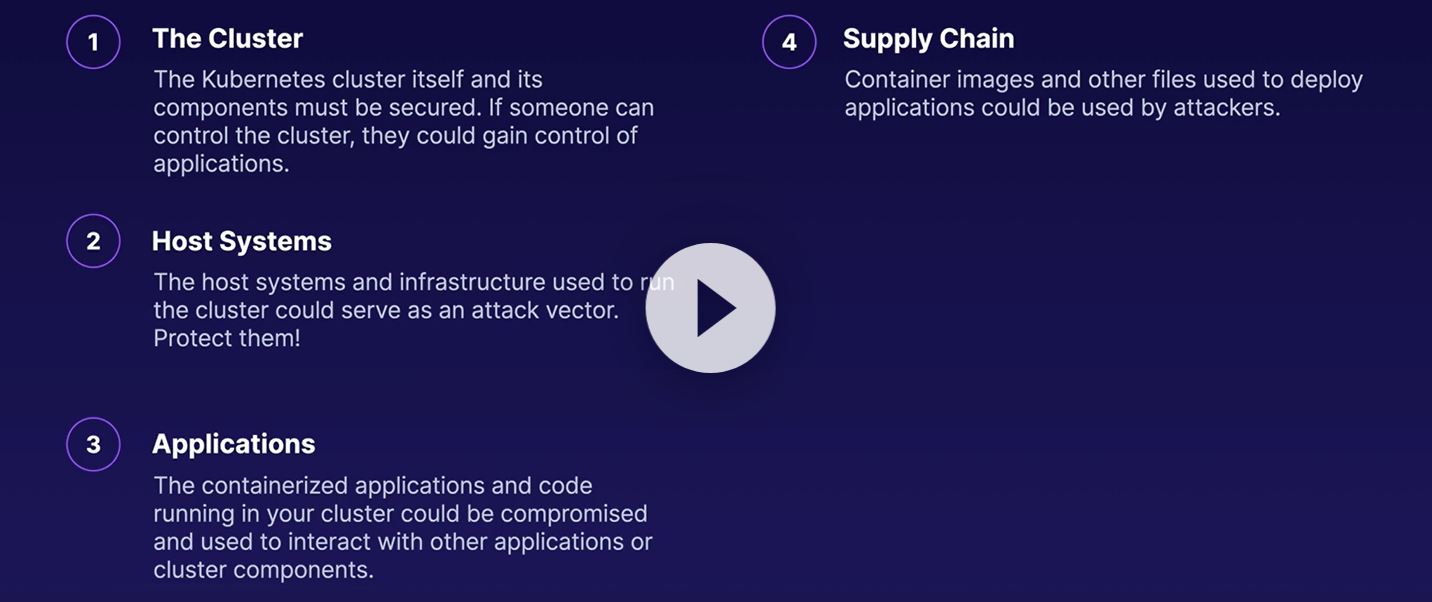 1
The Cluster
The Kubernetes cluster itself and its
components must be secured. If someone can
control the cluster, they could gain control of
applications.
2
Host Systems
The host systems and infrastructure used to run
the cluster could serve as an attack vector.
Protect them!
3
Applications
The containerized applications and code
running in your cluster could be compromised
and used to interact with other applications or
cluster components.
4
Supply Chain
Container images and other files used to deploy
applications could be used by attackers.